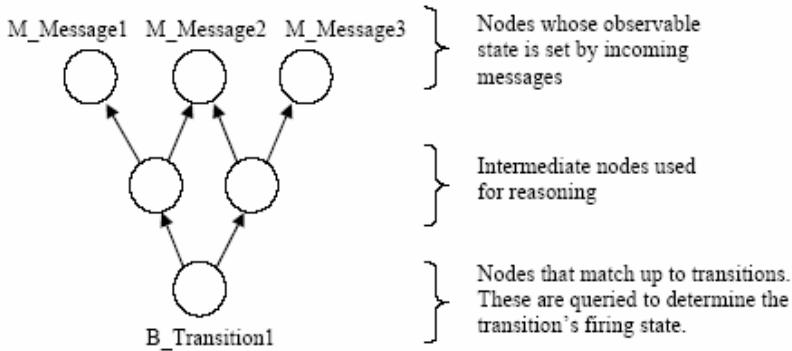 M_Message1 M_Message2 M_Message3
Nodes whose observable
state is set by incoming
messages
Intermediate nodes used
for reasoning
Nodes that match up to transitions.
These are queried to determine the
transition's firing state.
B_Transition1